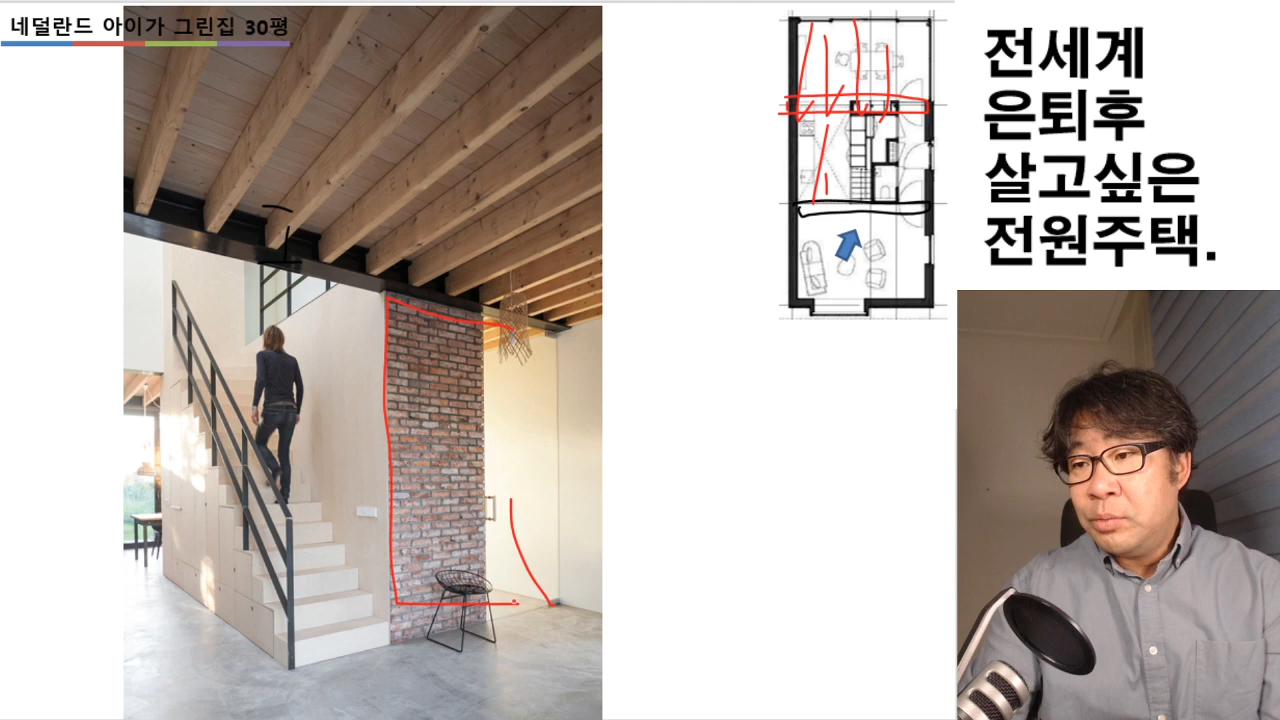 네덜란드 아이가 그린집 30평
전세계
은퇴후
살고싶은
전원주택.